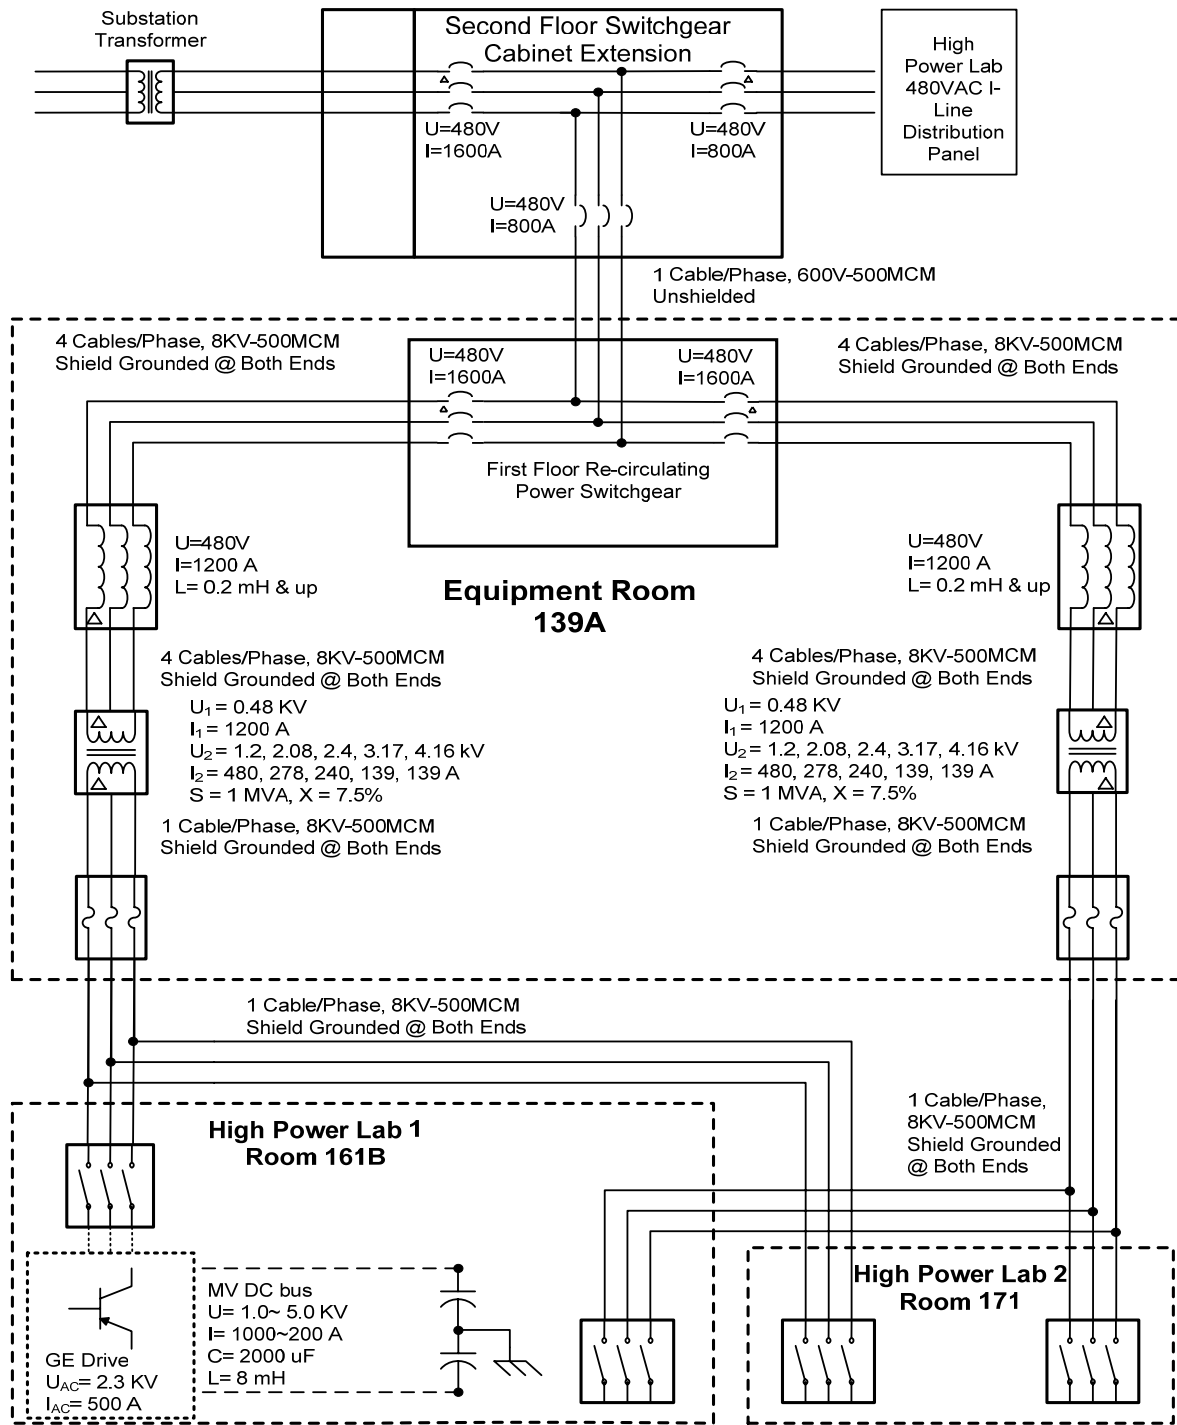 Substation
Transformer
Second Floor Switchgear
Cabinet Extension
High
Power Lab
480VAC I-
Line
Distribution
Panel
U=480V
I=1600A
U=480V
I=800A
U=480V
I=800A
1 Cable/Phase, 600V-500MCM
Unshielded
4 Cables/Phase, 8KV-500MCM
Shield Grounded @ Both Ends
U=480V
I=1600A
U=480V
I=1600A
4 Cables/Phase, 8KV-500MCM
Shield Grounded @ Both Ends
First Floor Re-circulating
Power Switchgear
U=480V
I=1200 A
L= 0.2 mH & up
U=480V
I=1200 A
L= 0.2 mH & up
Equipment Room
139A
4 Cables/Phase, 8KV-500MCM
Shield Grounded @ Both Ends
U1 = 0.48 KV
I1 = 1200 A
U2 = 1.2, 2.08, 2.4, 3.17, 4.16 kV
I2 = 480, 278, 240, 139, 139 A
S = 1 MVA, X = 7.5%
1 Cable/Phase, 8KV-500MCM
Shield Grounded @ Both Ends
4 Cables/Phase, 8KV-500MCM
Shield Grounded @ Both Ends
U1 = 0.48 KV
I1 = 1200 A
U2 = 1.2, 2.08, 2.4, 3.17, 4.16 kV
I2 = 480, 278, 240, 139, 139 A
S = 1 MVA, X = 7.5%
1 Cable/Phase, 8KV-500MCM
Shield Grounded @ Both Ends
1 Cable/Phase, 8KV-500MCM
Shield Grounded @ Both Ends
1 Cable/Phase,
8KV-500MCM
Shield Grounded
@ Both Ends
High Power Lab 1
Room 161B
GE Drive
UAC= 2.3 KV
IAC= 500 A
MV DC bus
U= 1.0~ 5.0 KV
I= 1000~200 A
C= 2000 uF
L= 8 mH
High Power Lab 2
Room 171